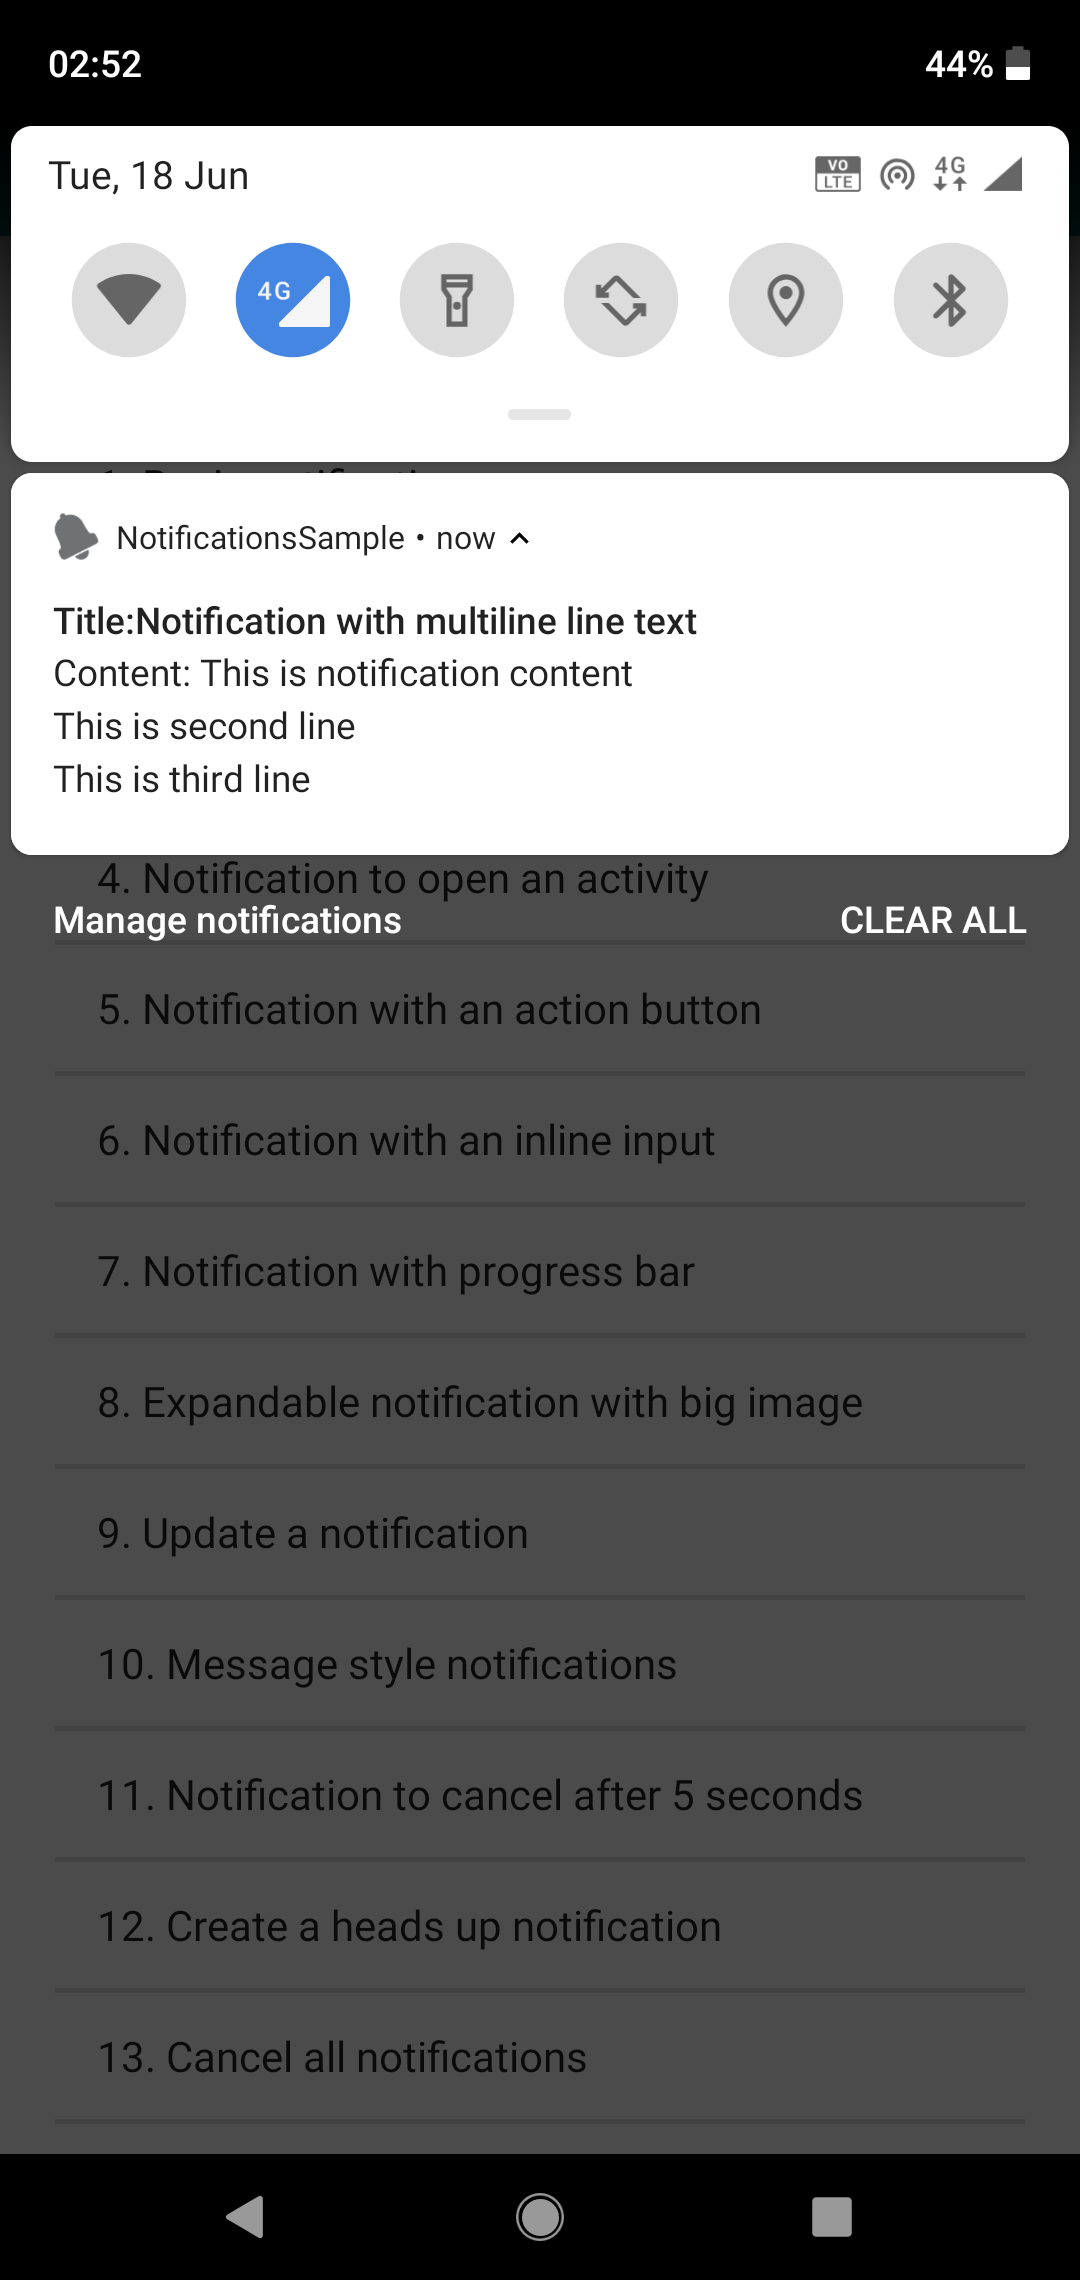 02:52 44%
Tue, 18 Jun VO LTE 4G
4G
NotificationsSample • now
Title:Notification with multiline line text
Content: This is notification content
This is second line
This is third line
4. Notification to open an activity
Manage notifications CLEAR ALL
5. Notification with an action button
6. Notification with an inline input
7. Notification with progress bar
8. Expandable notification with big image
9. Update a notification
10. Message style notifications
11. Notification to cancel after 5 seconds
12. Create a heads up notification
13. Cancel all notifications